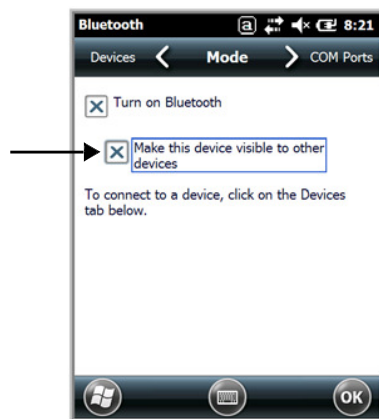 Bluetooth a 8:21
Devices Mode COM Ports
Turn on Bluetooth
Make this device visible to other
devices
To connect to a device, click on the Devices
tab below.
OK